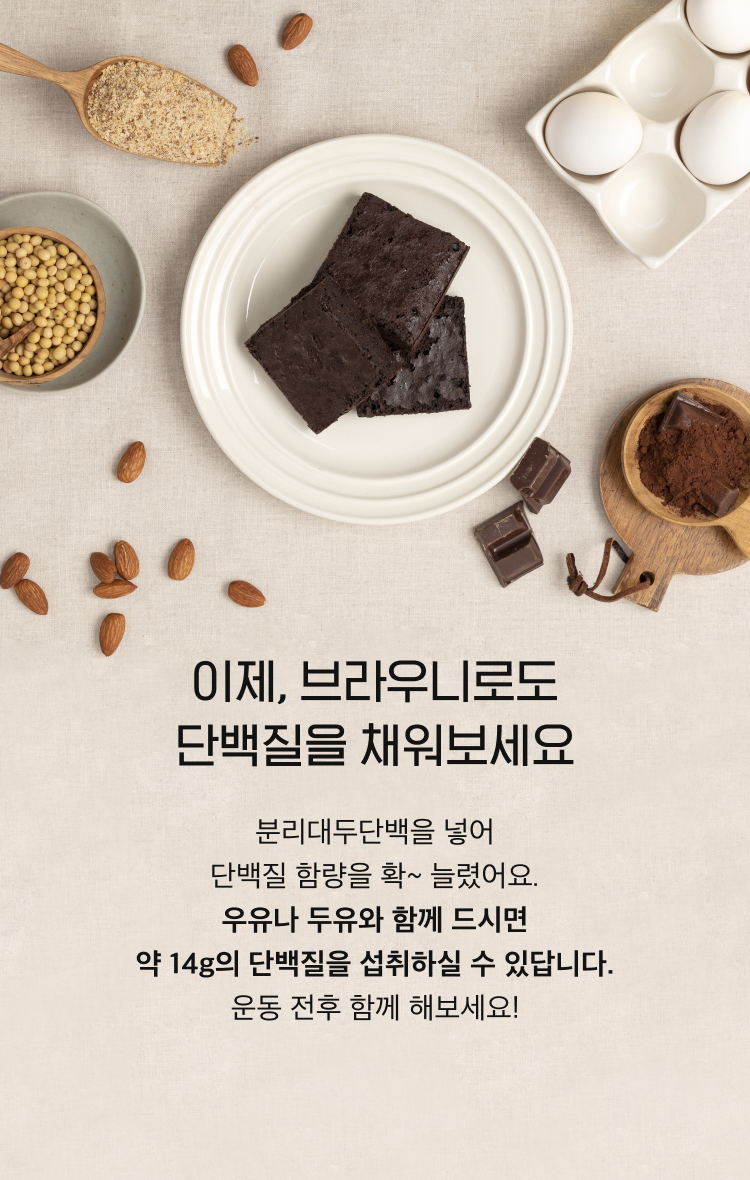 이제, 브라우니로도
단백질을 채워보세요
분리대두단백을 넣어
단백질 함량을 확~ 늘렸어요.
우유나 두유와 함께 드시면
약 14g의 단백질을 섭취하실 수 있답니다.
운동 전후 함께 해보세요!